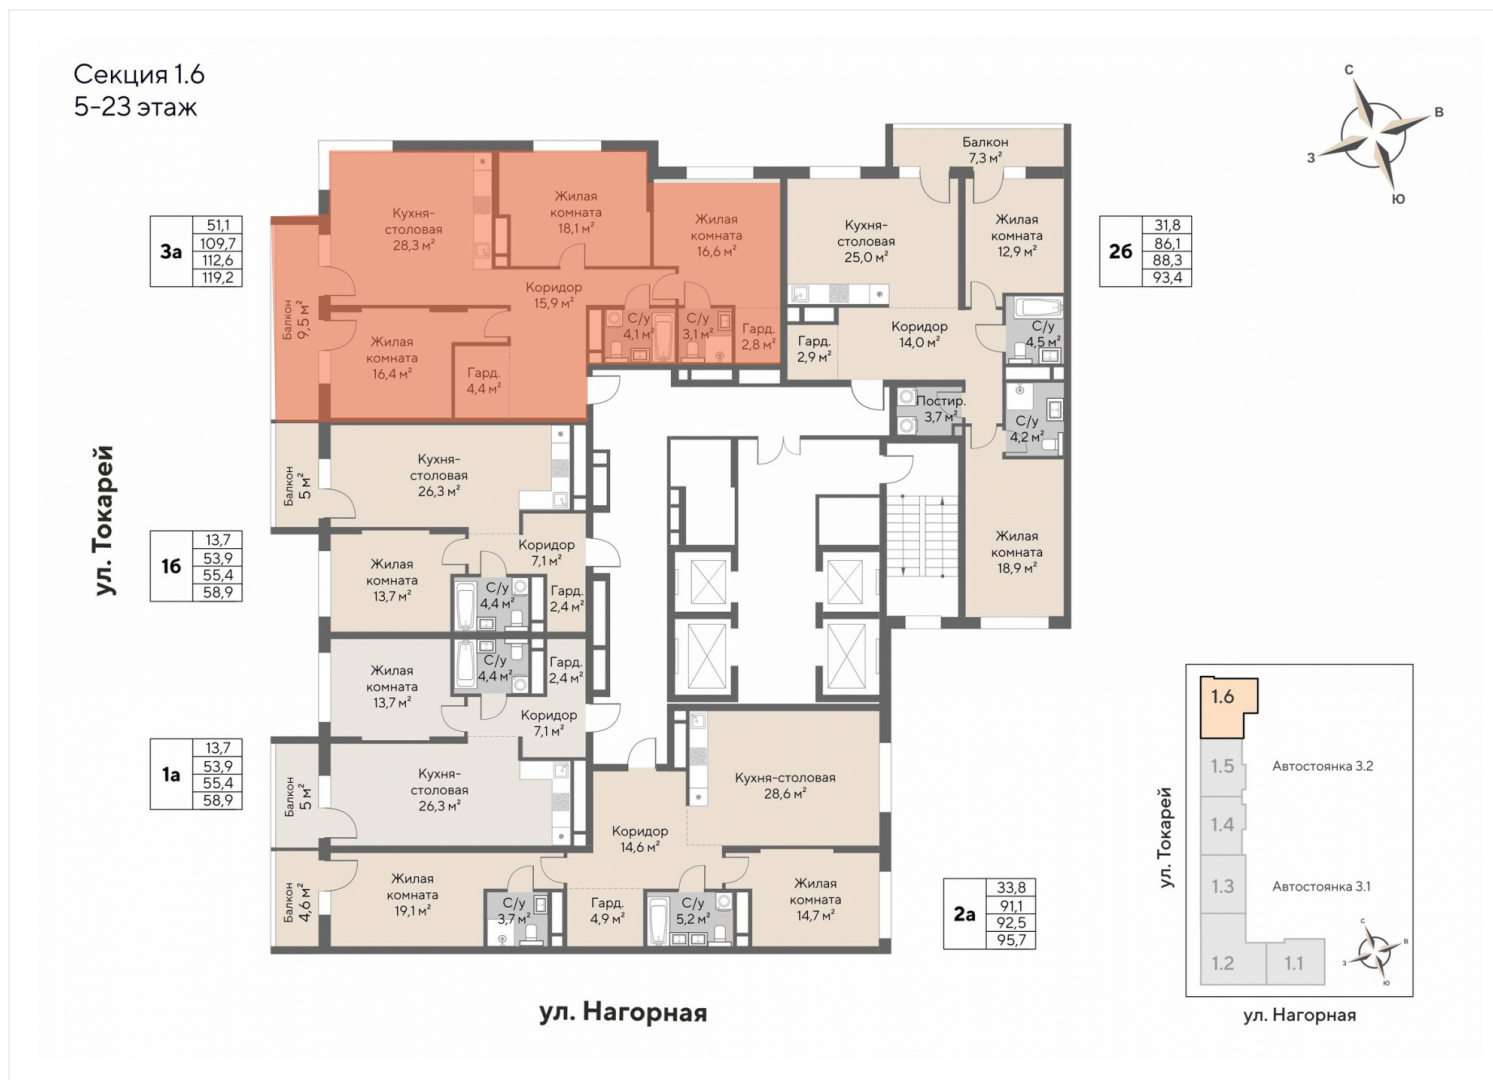 Секция 1.6
5-23 этаж
С
В
З
Ю
3а
51,1
109,7
112,6
119,2
Кухня-
столовая
28,3 м²
Жилая
комната
18,1 м²
Жилая
комната
16,6 м²
Балкон
9,5 м²
Коридор
15,9 м²
Жилая
комната
16,4 м²
Гард.
4,4 м²
С/у
4,1 м²
С/у
3,1 м²
Гард.
2,8 м²
Балкон
7,3 м²
Кухня-
столовая
25,0 м²
Жилая
комната
12,9 м²
2б
31,8
86,1
88,3
93,4
Гард.
2,9 м²
Коридор
14,0 м²
С/у
4,5 м²
Постир.
3,7 м²
С/у
4,2 м²
Жилая
комната
18,9 м²
ул. Токарей
Балкон
5 м²
Кухня-
столовая
26,3 м²
1б
13,7
53,9
55,4
58,9
Коридор
7,1 м²
Жилая
комната
13,7 м²
С/у
4,4 м²
Гард.
2,4 м²
Жилая
комната
13,7 м²
С/у
4,4 м²
Гард.
2,4 м²
Коридор
7,1 м²
1а
13,7
53,9
55,4
58,9
Балкон
5 м²
Кухня-
столовая
26,3 м²
Кухня-столовая
28,6 м²
Коридор
14,6 м²
Балкон
4,6 м²
Жилая
комната
19,1 м²
С/у
3,7 м²
Гард.
4,9 м²
С/у
5,2 м²
Жилая
комната
14,7 м²
2а
33,8
91,1
92,5
95,7
ул. Нагорная
1.6
1.5
Автостоянка 3.2
1.4
ул. Токарей
1.3
Автостоянка 3.1
1.2
1.1
С
В
З
Ю
ул. Нагорная